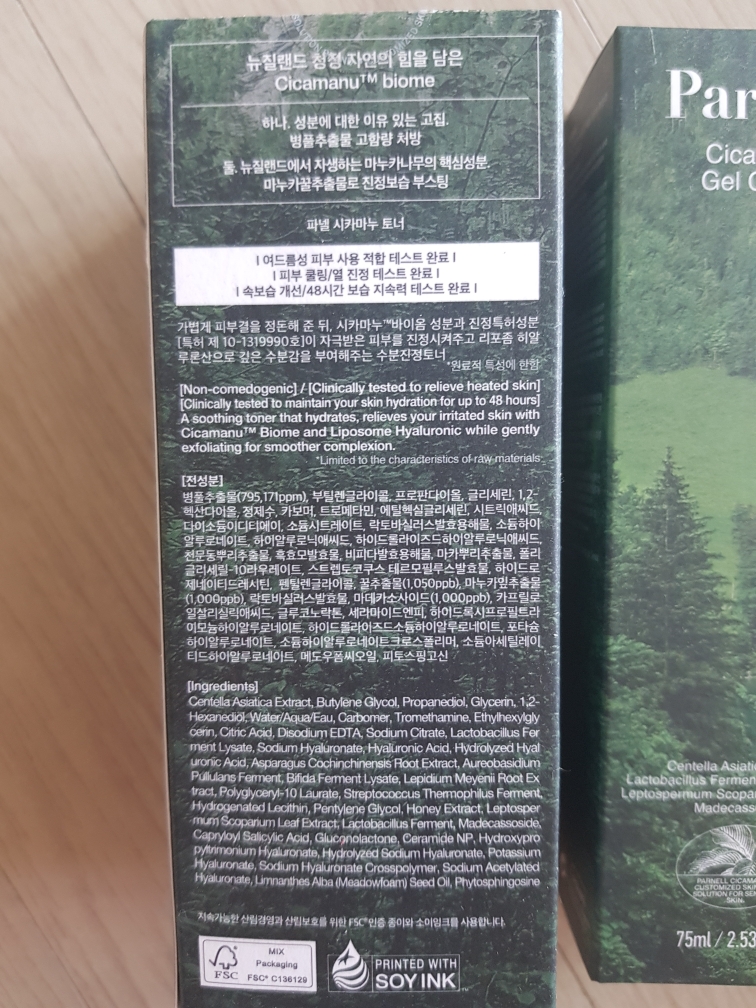 뉴질랜드 청정 자연의 힘을 담은
Cicamanu™ biome
하나. 성분에 대한 이유 있는 고집.
병풀추출물 고함량 처방
둘. 뉴질랜드에서 자생하는 마누카나무의 핵심성분.
마누카꿀추출물로 진정보습 부스팅
파넬 시카마누 토너
I 여드름성 피부 사용 적합 테스트 완료 I
I 피부 쿨링/열 진정 테스트 완료 I
I 속보습 개선/48시간 보습 지속력 테스트 완료 I
가볍게 피부결을 정돈해 준 뒤, 시카마누™바이옴 성분과 진정특허성분
[특허 제 10-1319990호]이 자극받은 피부를 진정시켜주고 리포좀 히알
루론산으로 깊은 수분감을 부여해주는 수분진정토너
*원료적 특성에 한함
[Non-comedogenic] / [Clinically tested to relieve heated skin]
[Clinically tested to maintain your skin hydration for up to 48 hours]
A soothing toner that hydrates, relieves your irritated skin with
Cicamanu™ Biome and Liposome Hyaluronic while gently
exfoliating for smoother complexion.
*Limited to the characteristics of raw materials
[전성분]
병풀추출물(795,171ppm), 부틸렌글라이콜, 프로판다이올, 글리세린, 1,2-
헥산다이올, 정제수, 카보머, 트로메타민, 에틸헥실글리세린, 시트릭애씨드,
다이소듐이디티에이, 소듐시트레이트, 락토바실러스발효용해물, 소듐하이
알루로네이트, 하이알루로닉애씨드, 하이드롤라이즈드하이알루로닉애씨드,
천문동뿌리추출물, 흑효모발효물, 비피다발효용해물, 마카뿌리추출물, 폴리
글리세릴-10라우레이트, 스트렙토코쿠스 테르모필루스발효물, 하이드로
제네이티드레시틴, 펜틸렌글라이콜, 꿀추출물(1,050ppb), 마누카잎추출물
(1,000ppb), 락토바실러스발효물, 마데카소사이드(1,000ppb), 카프릴로
일살리실릭애씨드, 글루코노락톤, 세라마이드엔피, 하이드록시프로필트라
이모늄하이알루로네이트, 하이드롤라이즈드소듐하이알루로네이트, 포타슘
하이알루로네이트, 소듐하이알루로네이트크로스폴리머, 소듐아세틸레이
티드하이알루로네이트, 메도우폼씨오일, 피토스핑고신
[Ingredients]
Centella Asiatica Extract, Butylene Glycol, Propanediol, Glycerin, 1,2-
Hexanediol, Water/Aqua/Eau, Carbomer, Tromethamine, Ethylhexylgly
cerin, Citric Acid, Disodium EDTA, Sodium Citrate, Lactobacillus Fer
ment Lysate, Sodium Hyaluronate, Hyaluronic Acid, Hydrolyzed Hyal
uronic Acid, Asparagus Cochinchinensis Root Extract, Aureobasidium
Pullulans Ferment, Bifida Ferment Lysate, Lepidium Meyenii Root Ex
tract, Polyglyceryl-10 Laurate, Streptococcus Thermophilus Ferment,
Hydrogenated Lecithin, Pentylene Glycol, Honey Extract, Leptosper
mum Scoparium Leaf Extract, Lactobacillus Ferment, Madecassoside,
Capryloyl Salicylic Acid, Gluconolactone, Ceramide NP, Hydroxypro
pyltrimonium Hyaluronate, Hydrolyzed Sodium Hyaluronate, Potassium
Hyaluronate, Sodium Hyaluronate Crosspolymer, Sodium Acetylated
Hyaluronate, Limnanthes Alba (Meadowfoam) Seed Oil, Phytosphingosine
지속가능한 산림경영과 산림보호를 위한 FSC®인증 종이와 소이잉크를 사용합니다.
FSC
MIX
Packaging
FSC® C136129
PRINTED WITH
SOY INK™
Par
Cica
Gel C
Centella Asiati
Lactobacillus Fermen
Leptospermum Scopar
Madecass
PARNELL CICAMA
CUSTOMIZED SKIN
SOLUTION FOR SEN
SKIN.
75ml / 2.53